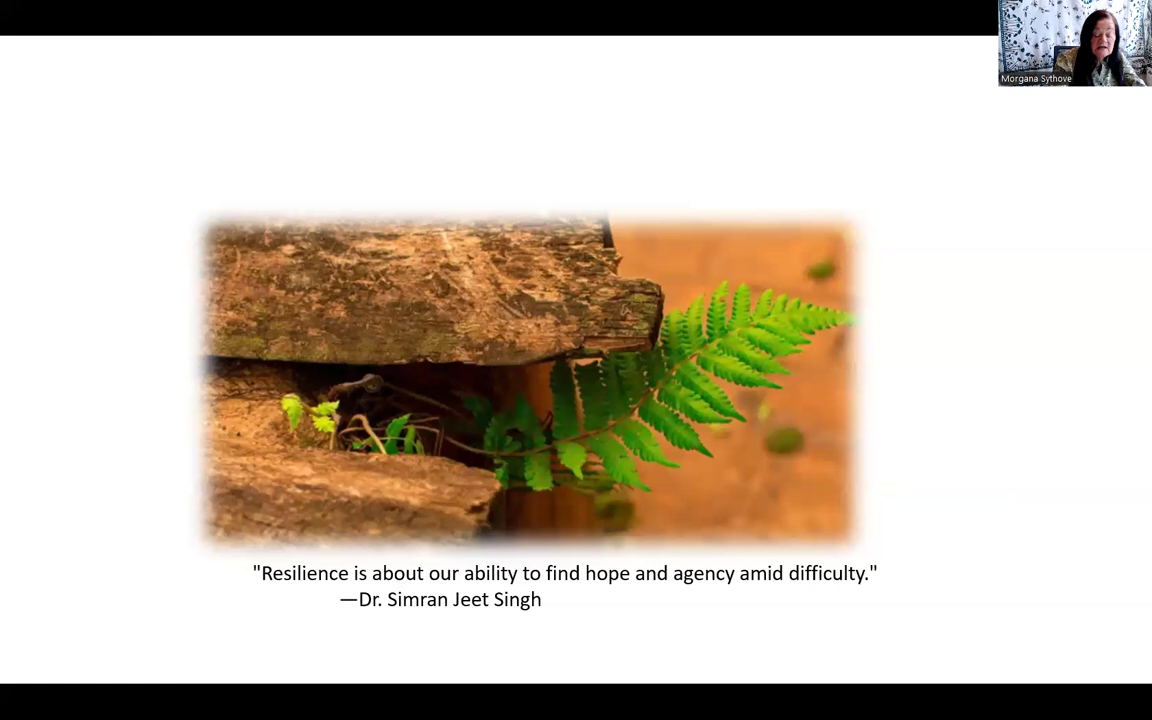 Morgana Sythove
"Resilience is about our ability to find hope and agency amid difficulty."
—Dr. Simran Jeet Singh